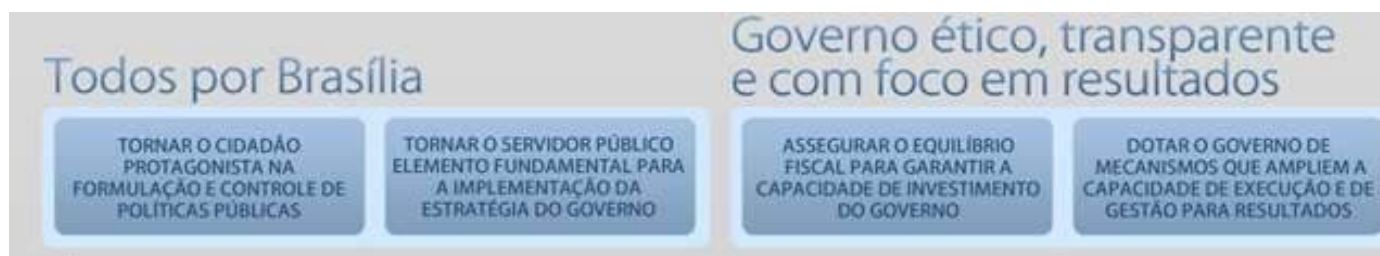 Todos por Brasília
TORNAR O CIDADÃO
PROTAGONISTA NA
FORMULAÇÃO E CONTROLE DE
POLÍTICAS PÚBLICAS
TORNAR O SERVIDOR PÚBLICO
ELEMENTO FUNDAMENTAL PARA
A IMPLEMENTAÇÃO DA
ESTRATÉGIA DO GOVERNO
Governo ético, transparente
e com foco em resultados
ASSEGURAR O EQUILÍBRIO
FISCAL PARA GARANTIR A
CAPACIDADE DE INVESTIMENTO
DO GOVERNO
DOTAR O GOVERNO DE
MECANISMOS QUE AMPLIEM A
CAPACIDADE DE EXECUÇÃO E DE
GESTÃO PARA RESULTADOS